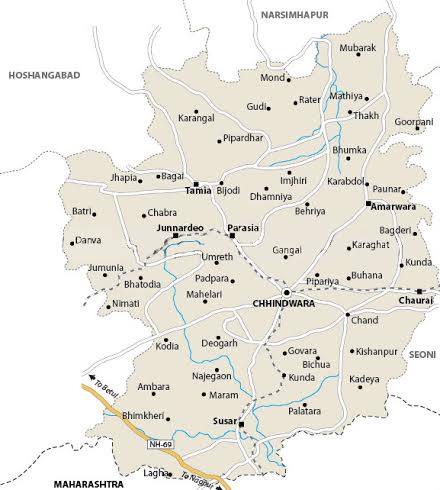 NARSIMHAPUR
Mubarak
HOSHANGABAD
Mond
Rater
Mathiya
Gudi
Karangal
Thakh
Goorpani
Pipardhar
Bhumka
Jhapia
Bagal
Imjhiri
Karabdol
Paunar
Tamia
Bijodi
Dhamniya
Batri
Chabra
Behriya
Amarwara
Junnardeo
Parasia
Bagderi
Danva
Gangal
Karaghat
Umreth
Kunda
Jumunia
Bhatodia
Padpara
Pipariya
Buhana
Mahelari
CHHINDWARA
Chaurai
Nimati
Chand
Kodia
Deogarh
Govara
Kishanpur
SEONI
Bichua
Najegaon
Kunda
Kadeya
To Betul
Ambara
Maram
Palatara
Bhimkheri
Susar
NH-69
Lagha
To Nagpur
MAHARASHTRA